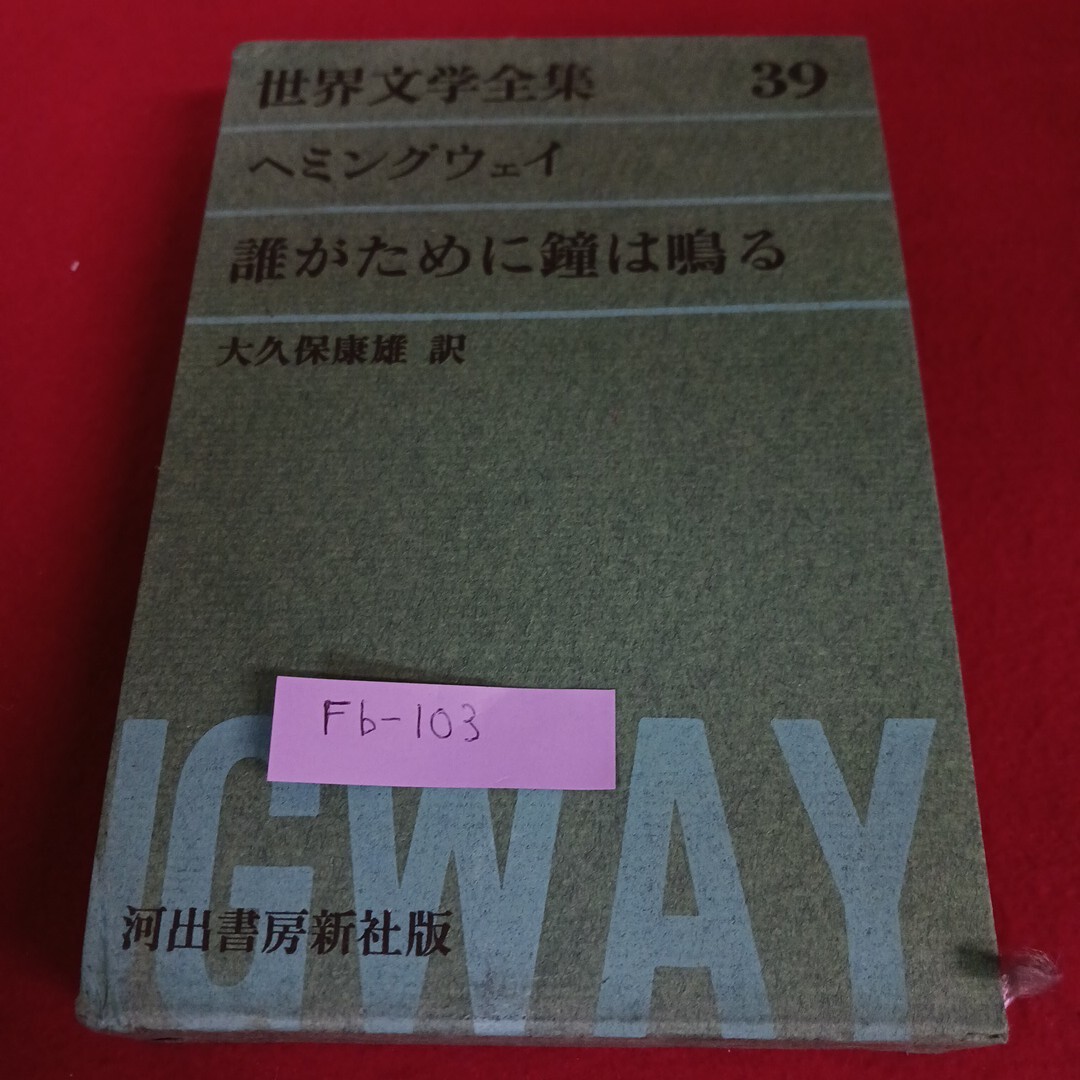 世界文学全集 39
ヘミングウェイ
誰がために鐘は鳴る
大久保康雄 訳
Fb-103
GWAY
河出書房新社版